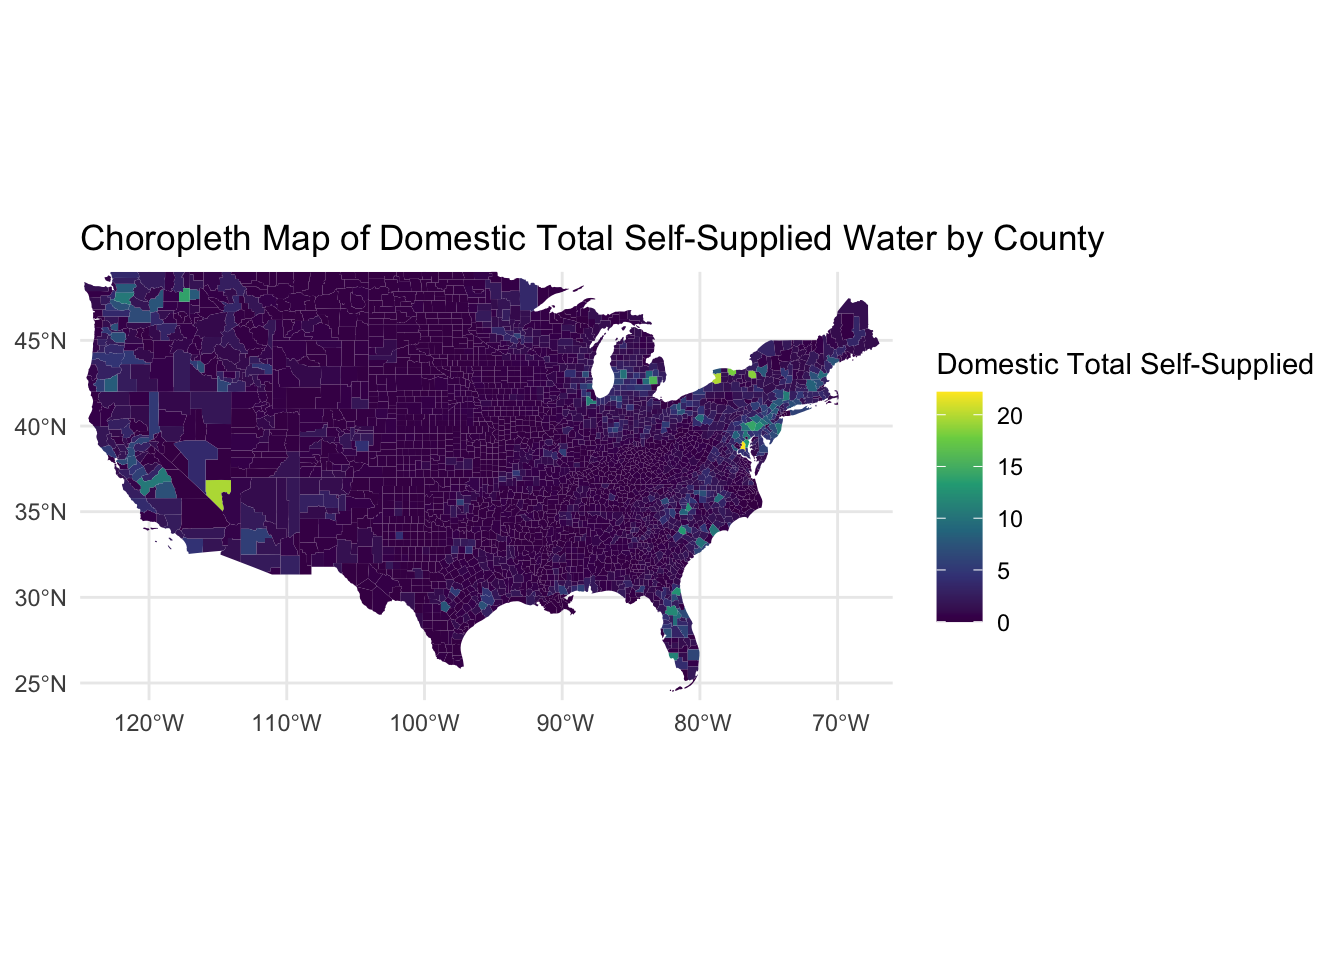 Choropleth Map of Domestic Total Self-Supplied Water by County
45°N
40°N
35°N
30°N
25°N
120°W
110°W
100°W
90°W
80°W
70°W
Domestic Total Self-Supplied
20
15
10
5
0